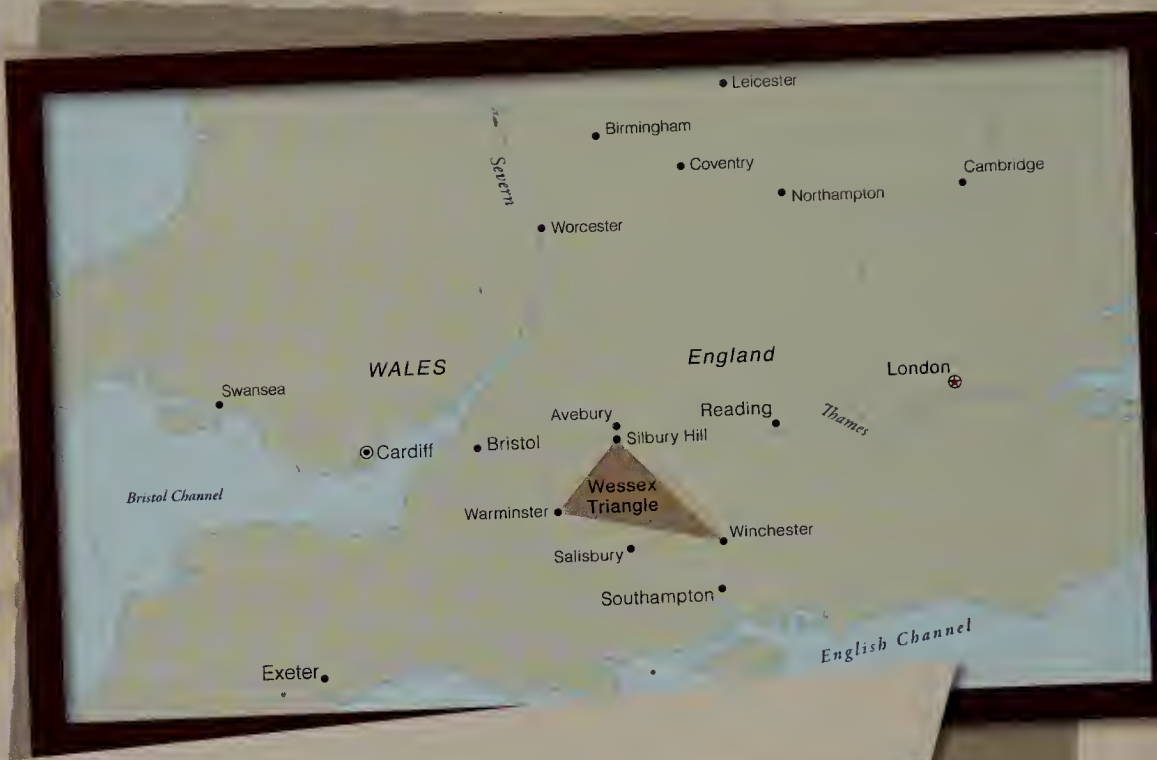 Leicester
Birmingham
Coventry
Cambridge
Northampton
Severn
Worcester
WALES
England
London
Swansea
Avebury
Reading
Thames
Silbury Hill
Bristol
Cardiff
Wessex
Triangle
Bristol Channel
Warminster
Winchester
Salisbury
Southampton
English Channel
Exeter